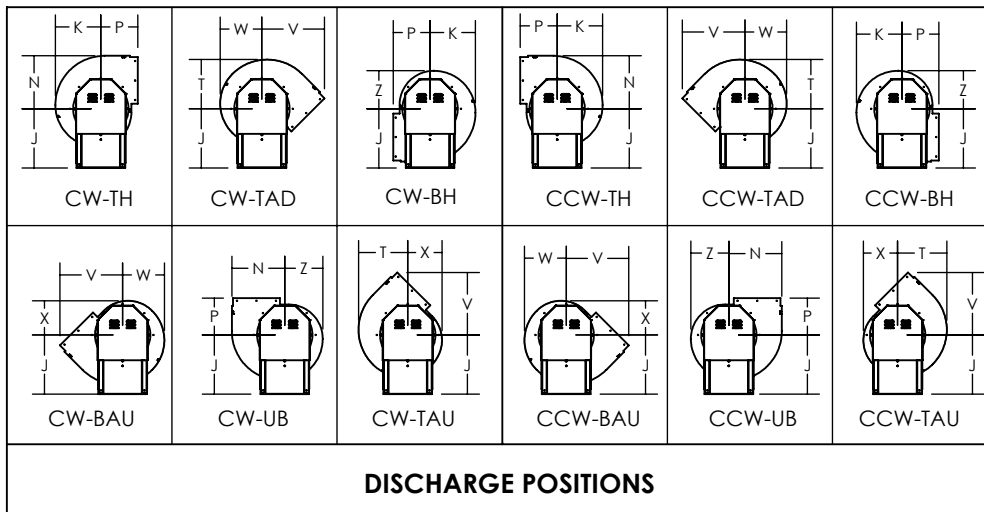 K P
N
J
CW-TH
W V
T
J
CW-TAD
P K
Z
J
CW-BH
P K
N
J
CCW-TH
V W
T
J
CCW-TAD
K P
Z
J
CCW-BH
V W
X
J
CW-BAU
N Z
P
J
CW-UB
T X
V
J
CW-TAU
W V
X
J
CCW-BAU
Z N
P
J
CCW-UB
X T
V
J
CCW-TAU
DISCHARGE POSITIONS